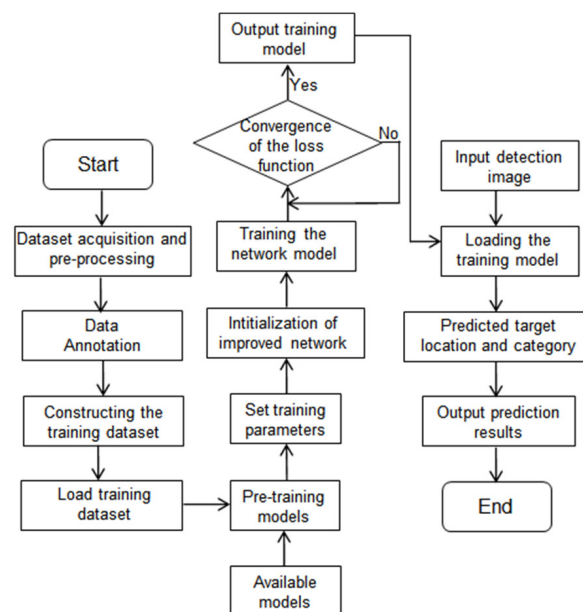 Start
Dataset acquisition and
pre-processing
Data
Annotation
Constructing the
training dataset
Load training
dataset
Output training
model
Yes
Convergence
of the loss
function
No
Training the
network model
Intitialization of
improved network
Set training
parameters
Pre-training
models
Available
models
Input detection
image
Loading the
training model
Predicted target
location and category
Output prediction
results
End